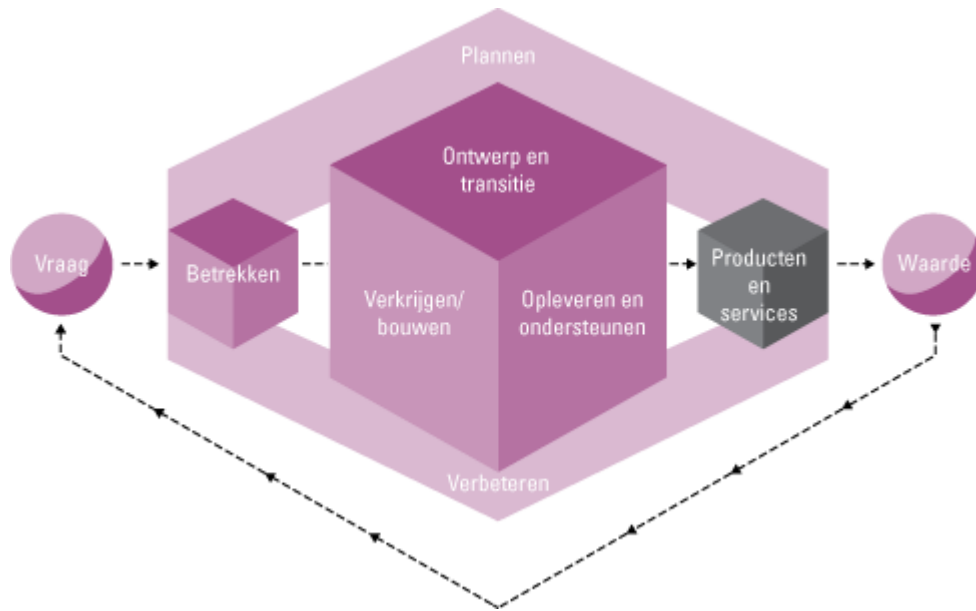 Plannen
Ontwerp en
transitie
Vraag
Betrekken
Verkrijgen/
bouwen
Opleveren en
ondersteunen
Producten
en
services
Waarde
Verbeteren